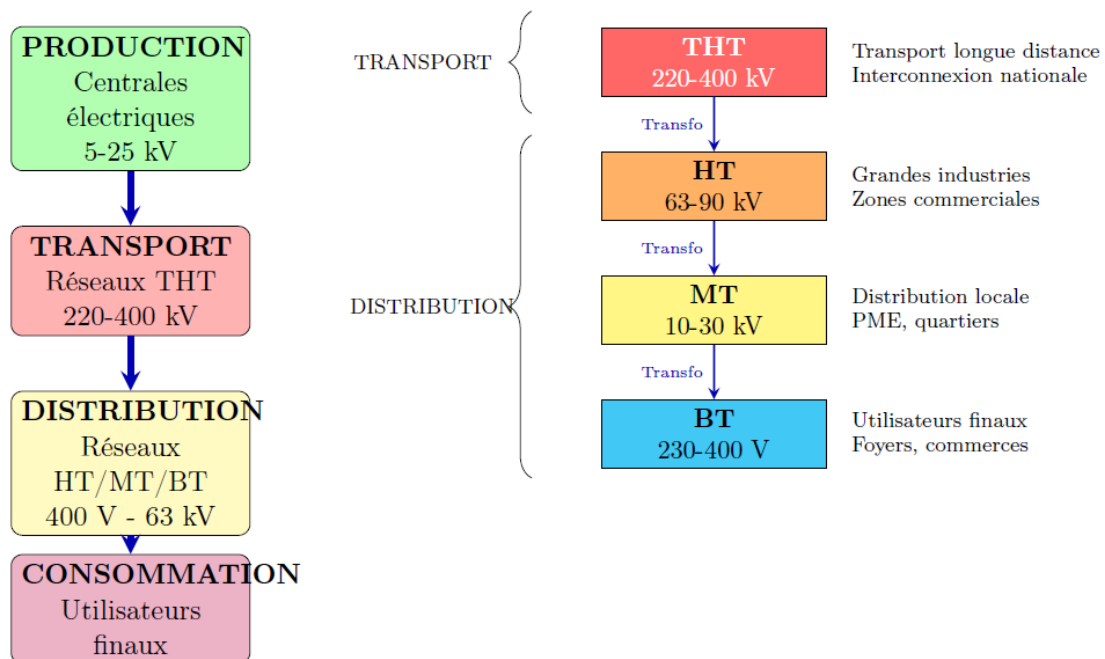 PRODUCTION
Centrales
électriques
5-25 kV
TRANSPORT
Réseaux THT
220-400 kV
DISTRIBUTION
Réseaux
HT/MT/BT
400 V - 63 kV
CONSOMMATION
Utilisateurs
finaux
TRANSPORT
THT
220-400 kV
Transport longue distance
Interconnexion nationale
Transfo
DISTRIBUTION
HT
63-90 kV
Grandes industries
Zones commerciales
Transfo
MT
10-30 kV
Distribution locale
PME, quartiers
Transfo
BT
230-400 V
Utilisateurs finaux
Foyers, commerces